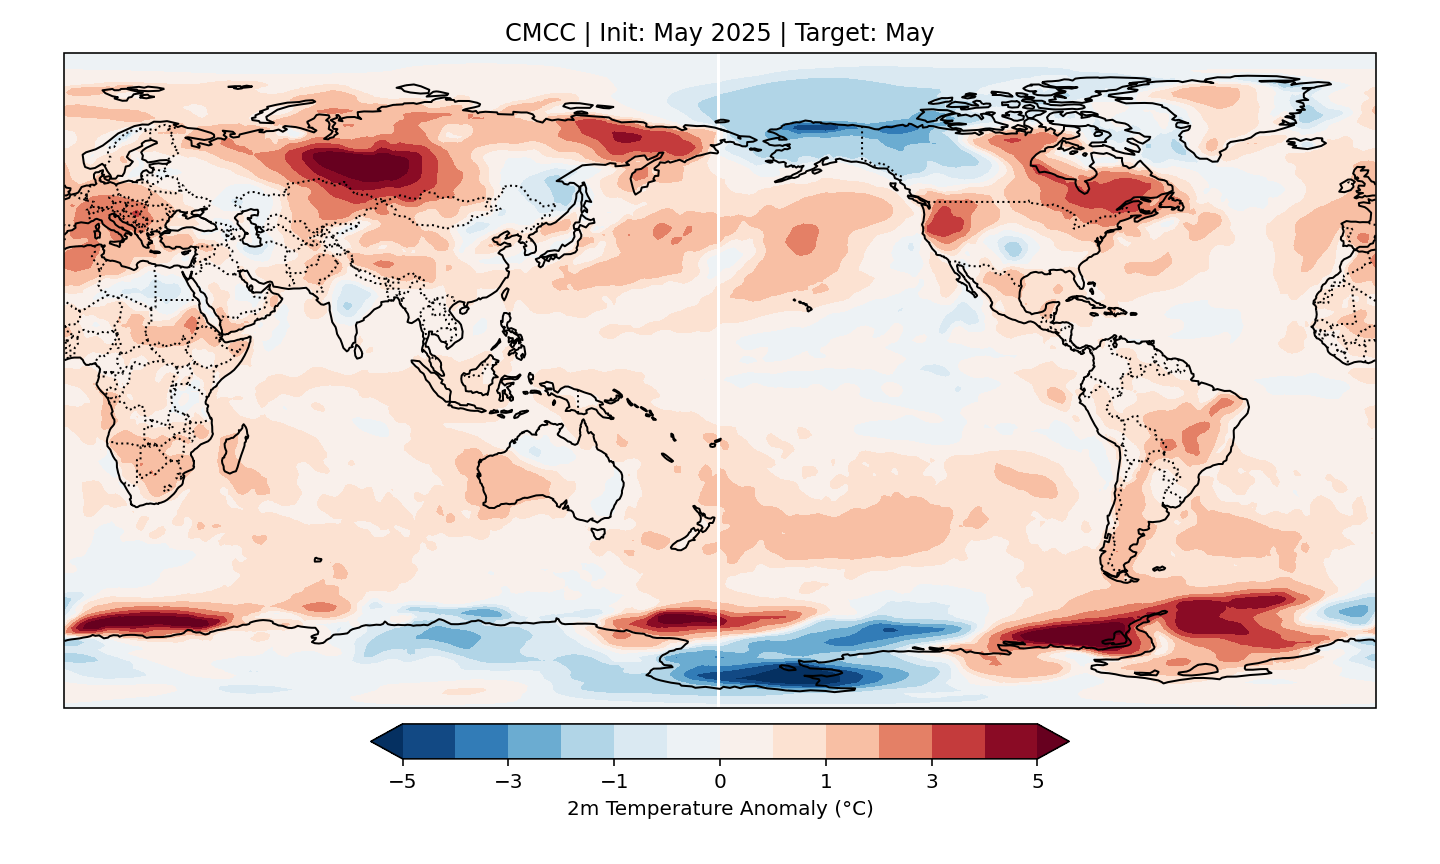 CMCC | Init: May 2025 | Target: May
−5 −3 −1 0 1 3 5
2m Temperature Anomaly (°C)